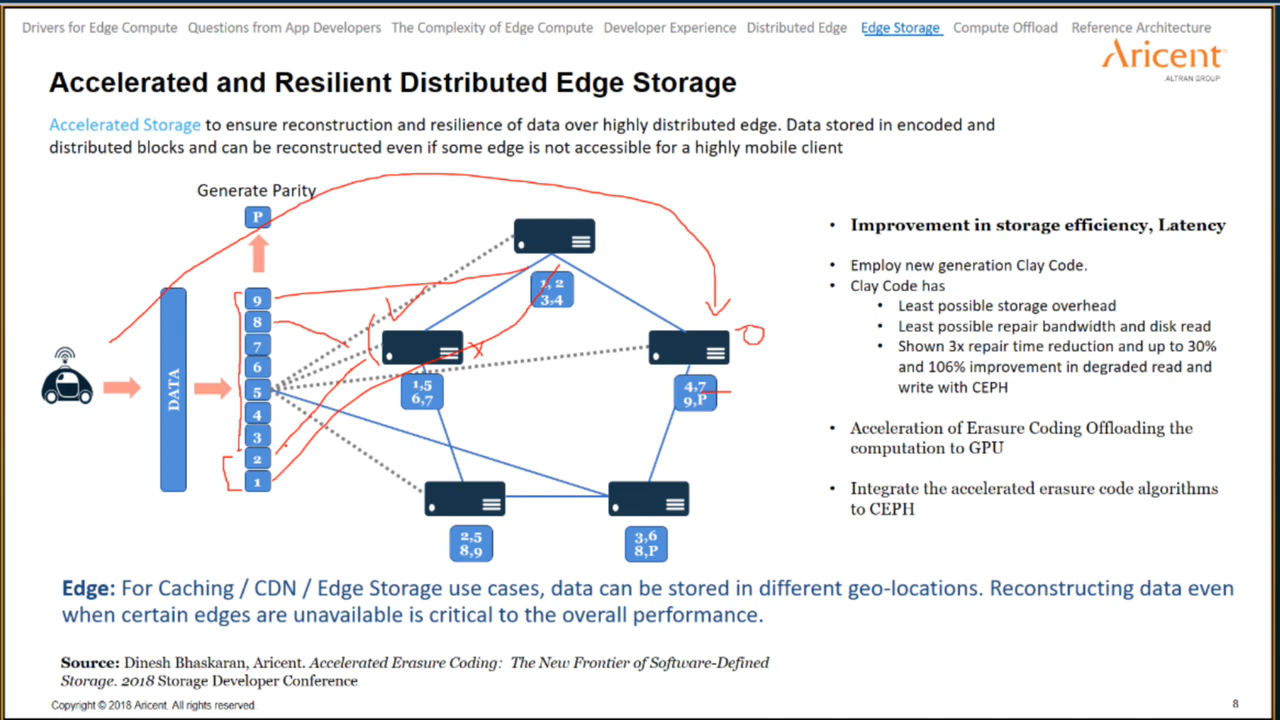 Drivers for Edge Compute Questions from App Developers The Complexity of Edge Compute Developer Experience Distributed Edge Edge Storage Compute Offload Reference Architecture
Aricent
ALTRAN GROUP
Accelerated and Resilient Distributed Edge Storage
Accelerated Storage to ensure reconstruction and resilience of data over highly distributed edge. Data stored in encoded and
distributed blocks and can be reconstructed even if some edge is not accessible for a highly mobile client
Generate Parity
P
DATA
9
8
7
6
5
4
3
2
1
1, 2
3,4
1,5
6,7
4,7
9,P
2,5
8,9
3,6
8,P
• Improvement in storage efficiency, Latency
• Employ new generation Clay Code.
• Clay Code has
• Least possible storage overhead
• Least possible repair bandwidth and disk read
• Shown 3x repair time reduction and up to 30%
and 106% improvement in degraded read and
write with CEPH
• Acceleration of Erasure Coding Offloading the
computation to GPU
• Integrate the accelerated erasure code algorithms
to CEPH
Edge: For Caching / CDN / Edge Storage use cases, data can be stored in different geo-locations. Reconstructing data even
when certain edges are unavailable is critical to the overall performance.
Source: Dinesh Bhaskaran, Aricent. Accelerated Erasure Coding: The New Frontier of Software-Defined
Storage. 2018 Storage Developer Conference
Copyright © 2018 Aricent. All rights reserved.
8